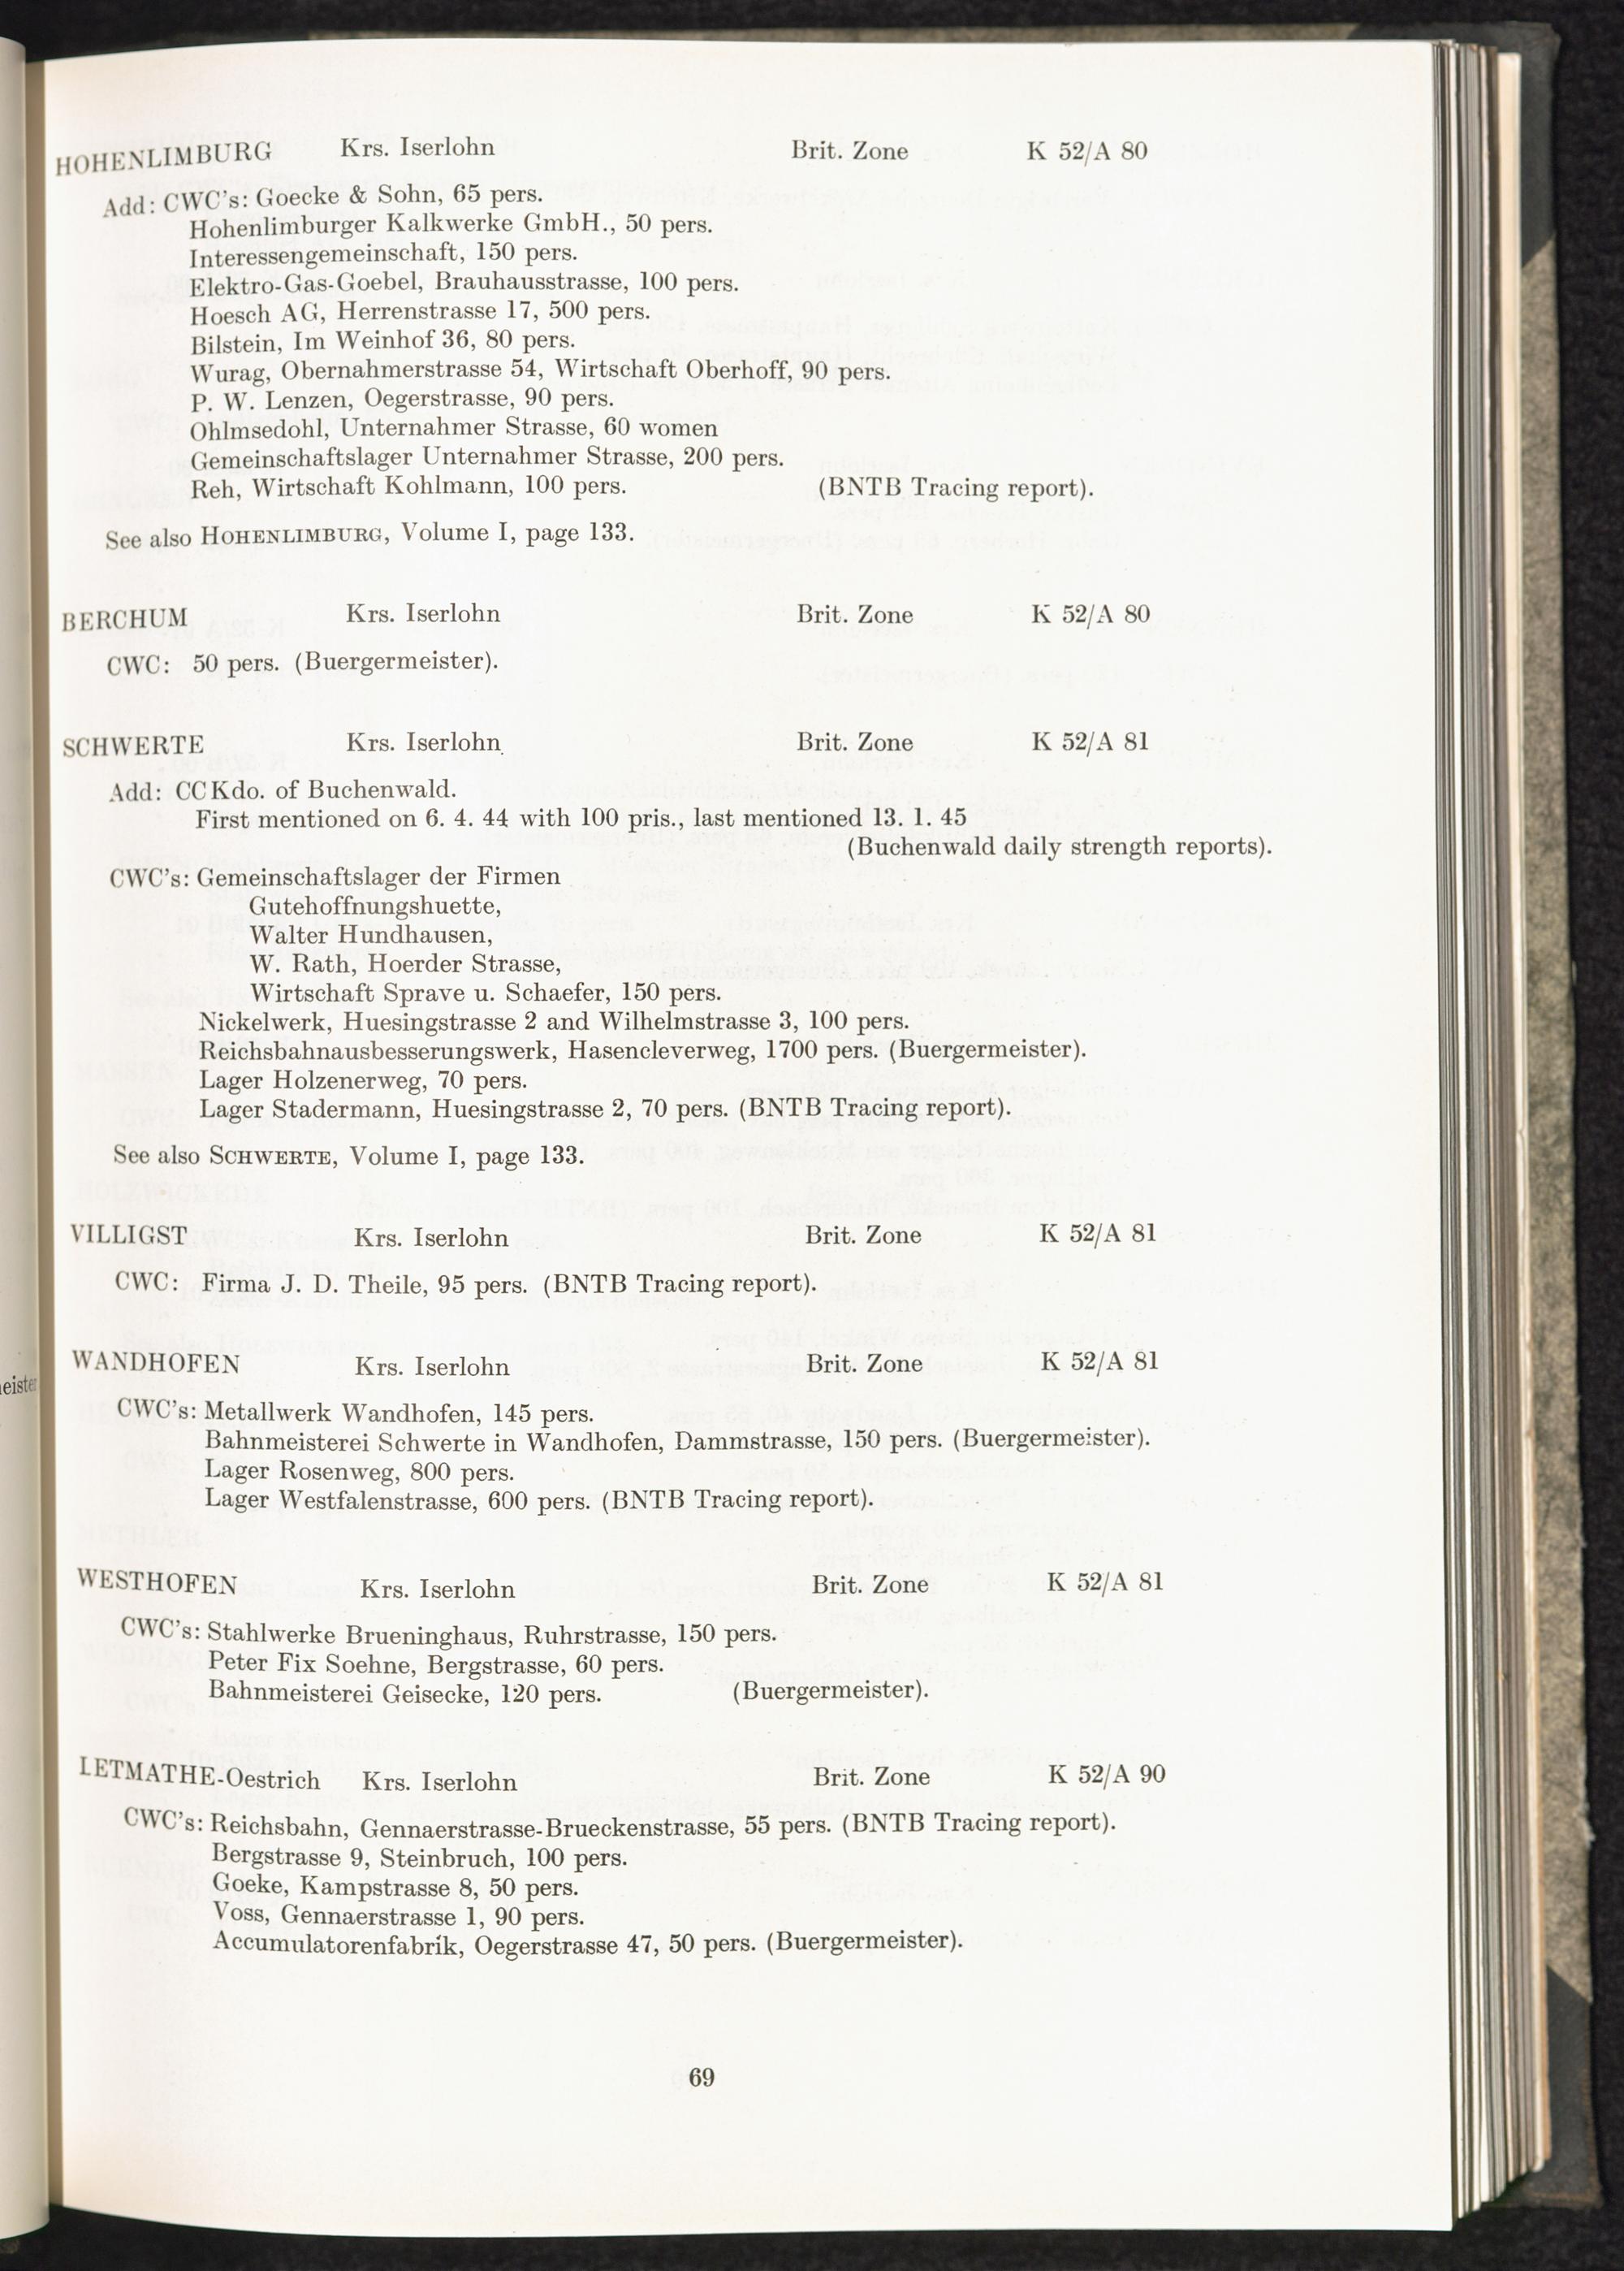 HOHENLIMBURG Krs. Iserlohn Brit. Zone K 52/A 80
Add: CWC's: Goecke & Sohn, 65 pers.
Hohenlimburger Kalkwerke GmbH., 50 pers.
Interessengemeinschaft, 150 pers.
Elektro-Gas-Goebel, Brauhausstrasse, 100 pers.
Hoesch AG, Herrenstrasse 17, 500 pers.
Bilstein, Im Weinhof 36, 80 pers.
Wurag, Obernahmerstrasse 54, Wirtschaft Oberhoff, 90 pers.
P. W. Lenzen, Oegerstrasse, 90 pers.
Ohlmsedohl, Unternahmer Strasse, 60 women
Gemeinschaftslager Unternahmer Strasse, 200 pers.
Reh, Wirtschaft Kohlmann, 100 pers. (BNTB Tracing report).
See also HOHENLIMBURG, Volume I, page 133.
BERCHUM Krs. Iserlohn Brit. Zone K 52/A 80
CWC: 50 pers. (Buergermeister).
SCHWERTE Krs. Iserlohn Brit. Zone K 52/A 81
Add: CC Kdo. of Buchenwald.
First mentioned on 6. 4. 44 with 100 pris., last mentioned 13. 1. 45
(Buchenwald daily strength reports).
CWC's: Gemeinschaftslager der Firmen
Gutehoffnungshuette,
Walter Hundhausen,
W. Rath, Hoerder Strasse,
Wirtschaft Sprave u. Schaefer, 150 pers.
Nickelwerk, Huesingstrasse 2 and Wilhelmstrasse 3, 100 pers.
Reichsbahnausbesserungswerk, Hasencleverweg, 1700 pers. (Buergermeister).
Lager Holzenerweg, 70 pers.
Lager Stadermann, Huesingstrasse 2, 70 pers. (BNTB Tracing report).
See also SCHWERTE, Volume I, page 133.
VILLIGST Krs. Iserlohn Brit. Zone K 52/A 81
CWC: Firma J. D. Theile, 95 pers. (BNTB Tracing report).
WANDHOFEN Krs. Iserlohn Brit. Zone K 52/A 81
CWC's: Metallwerk Wandhofen, 145 pers.
Bahnmeisterei Schwerte in Wandhofen, Dammstrasse, 150 pers. (Buergermeister).
Lager Rosenweg, 800 pers.
Lager Westfalenstrasse, 600 pers. (BNTB Tracing report).
WESTHOFEN Krs. Iserlohn Brit. Zone K 52/A 81
CWC's: Stahlwerke Brueninghaus, Ruhrstrasse, 150 pers.
Peter Fix Soehne, Bergstrasse, 60 pers.
Bahnmeisterei Geisecke, 120 pers. (Buergermeister).
LETMATHE-Oestrich Krs. Iserlohn Brit. Zone K 52/A 90
CWC's: Reichsbahn, Gennaerstrasse-Brueckenstrasse, 55 pers. (BNTB Tracing report).
Bergstrasse 9, Steinbruch, 100 pers.
Goeke, Kampstrasse 8, 50 pers.
Voss, Gennaerstrasse 1, 90 pers.
Accumulatorenfabrik, Oegerstrasse 47, 50 pers. (Buergermeister).
69